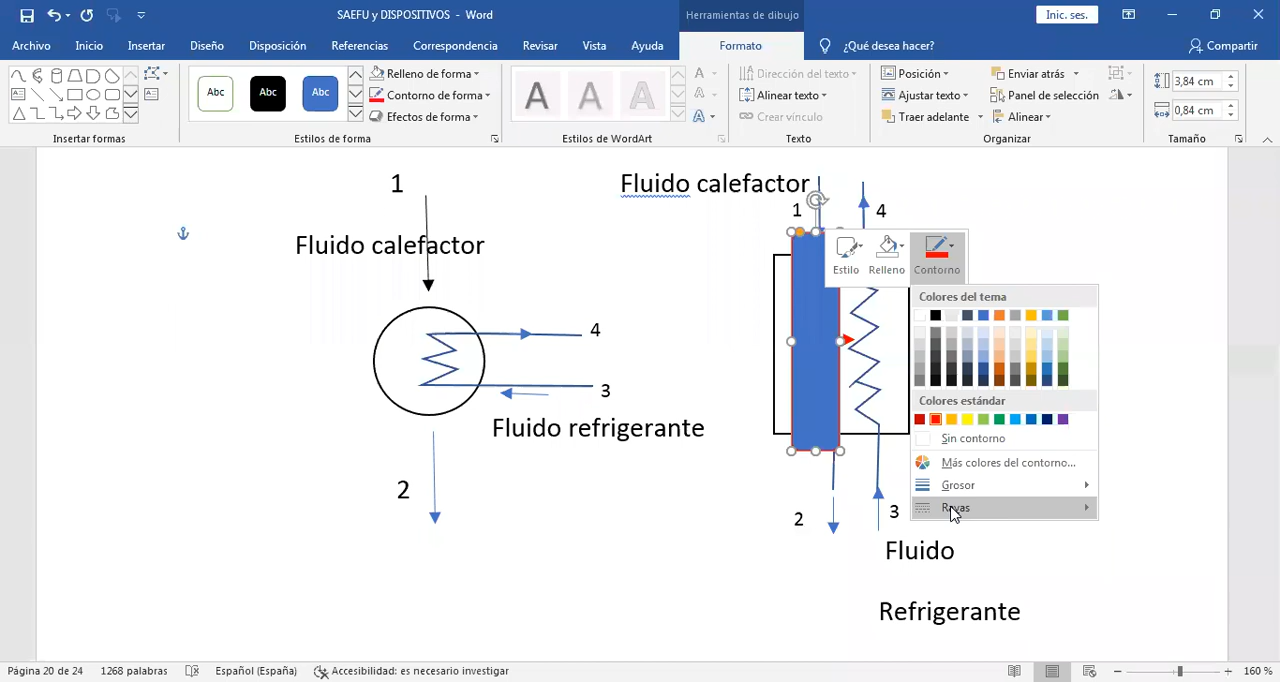 SAEFU y DISPOSITIVOS - Word
Herramientas de dibujo
Inic. ses.
Archivo Inicio Insertar Diseño Disposición Referencias Correspondencia Revisar Vista Ayuda Formato ¿Qué desea hacer? Compartir
Abc Abc Abc
Relleno de forma
Contorno de forma
Efectos de forma
A A A
A
A
A
Dirección del texto
Alinear texto
Crear vínculo
Posición
Ajustar texto
Traer adelante
Enviar atrás
Panel de selección
Alinear
3,84 cm
0,84 cm
Insertar formas Estilos de forma Estilos de WordArt Texto Organizar Tamaño
1
Fluido calefactor
4
3
Fluido refrigerante
2
Fluido calefactor
1
4
2
3
Fluido
Refrigerante
Estilo Relleno Contorno
Colores del tema
Colores estándar
Sin contorno
Más colores del contorno...
Grosor
Rayas
Página 20 de 24 1268 palabras Español (España) Accesibilidad: es necesario investigar 160 %